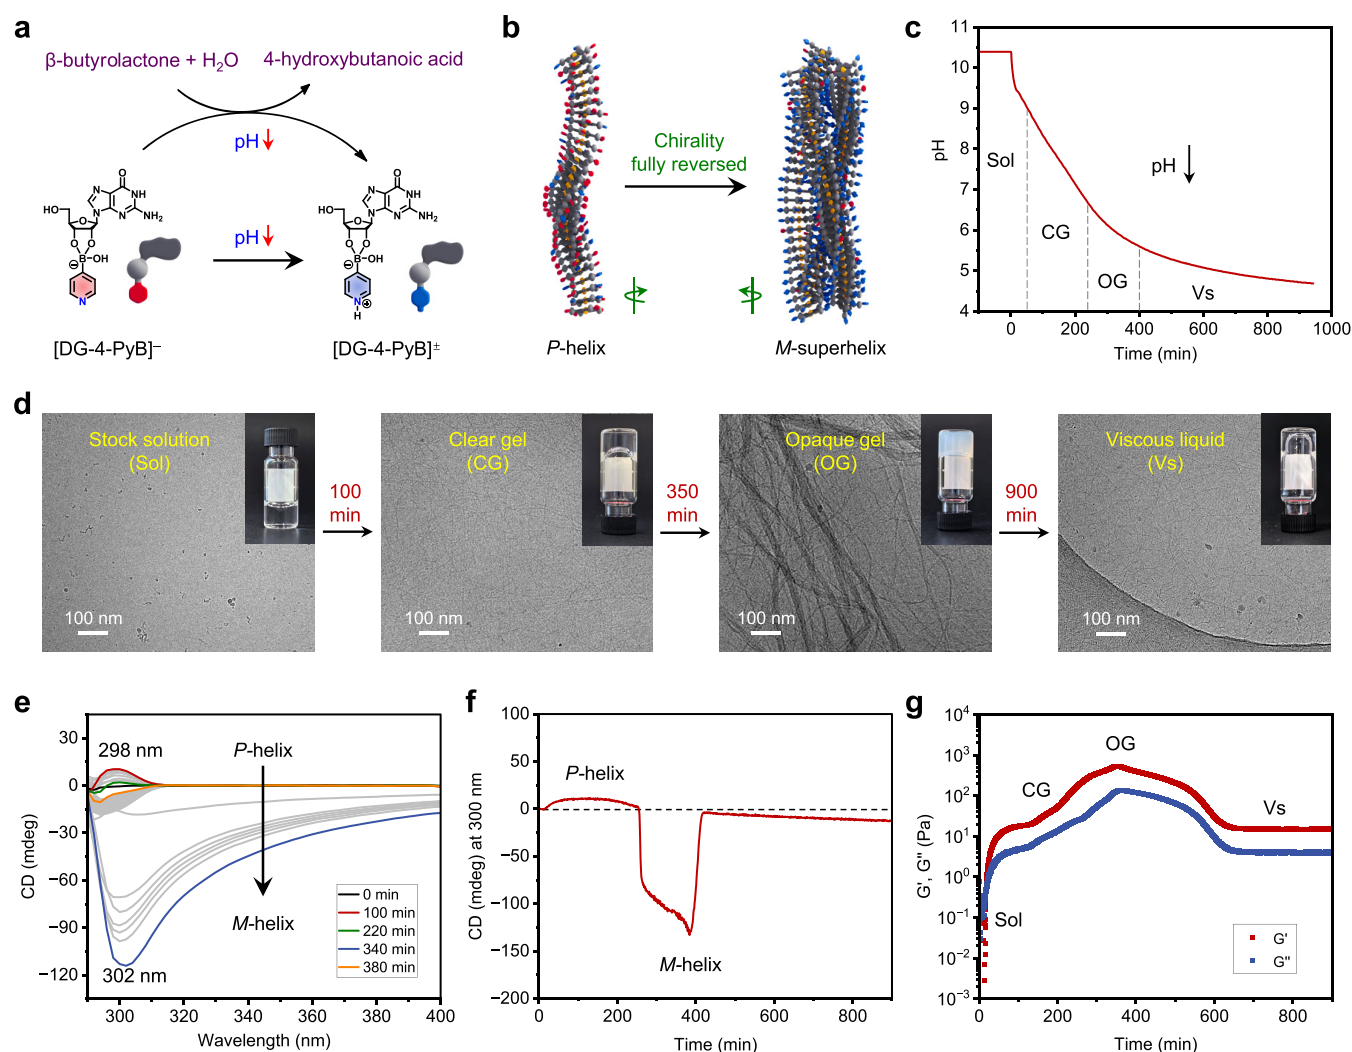 a
β-butyrolactone + H2O
4-hydroxybutanoic acid
pH↓
pH↓
HO
O
N
N
N
NH
N
NH2
O
O
O
B
OH
⊖
N
[DG-4-PyB]−
HO
O
N
N
N
NH
N
NH2
O
O
O
B
OH
⊖
N
⊕
H
[DG-4-PyB]±
b
Chirality
fully reversed
P-helix
M-superhelix
c
pH
11
10
9
8
7
6
5
4
Sol
CG
OG
Vs
pH↓
0
200
400
600
800
1000
Time (min)
d
Stock solution
(Sol)
100 nm
100
min
Clear gel
(CG)
100 nm
350
min
Opaque gel
(OG)
100 nm
900
min
Viscous liquid
(Vs)
100 nm
e
CD (mdeg)
30
0
−30
−60
−90
−120
298 nm
P-helix
M-helix
302 nm
0 min
100 min
220 min
340 min
380 min
300
320
340
360
380
400
Wavelength (nm)
f
CD (mdeg) at 300 nm
100
50
0
−50
−100
−150
−200
P-helix
M-helix
0
200
400
600
800
Time (min)
g
G', G'' (Pa)
10^4
10^3
10^2
10^1
10^0
10^−1
10^−2
10^−3
Sol
CG
OG
Vs
G'
G''
0
200
400
600
800
Time (min)